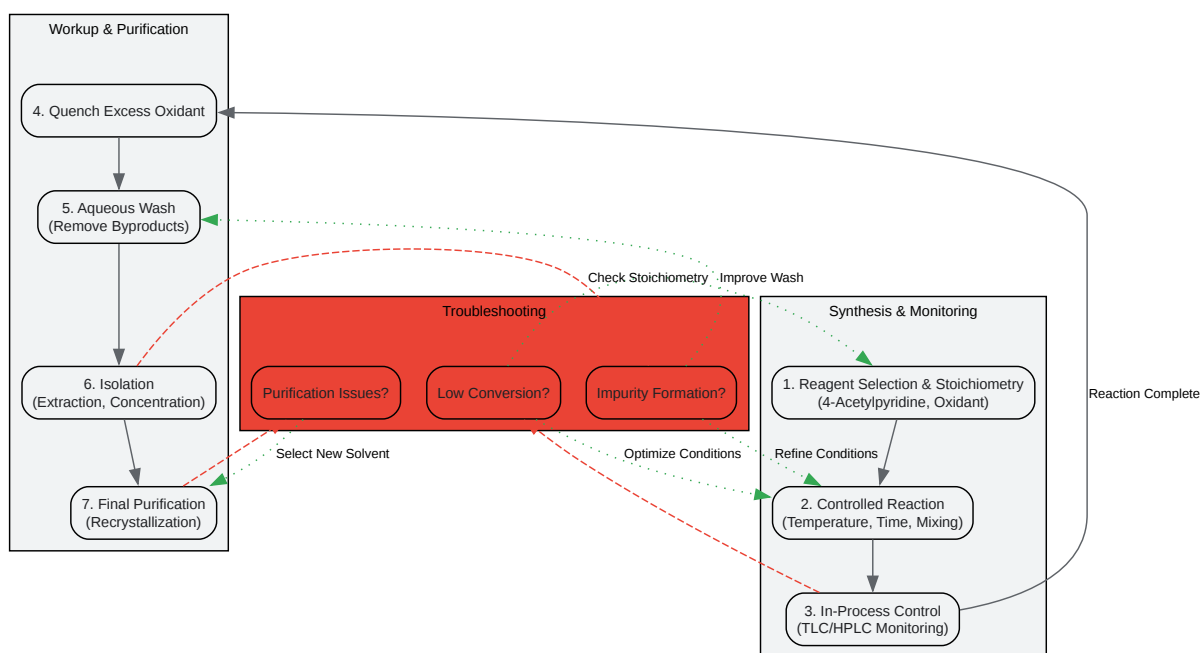 Workup & Purification
4. Quench Excess Oxidant
5. Aqueous Wash
(Remove Byproducts)
6. Isolation
(Extraction, Concentration)
7. Final Purification
(Recrystallization)
Check Stoichiometry
Improve Wash
Troubleshooting
Purification Issues?
Low Conversion?
Impurity Formation?
Select New Solvent
Optimize Conditions
Refine Conditions
Synthesis & Monitoring
1. Reagent Selection & Stoichiometry
(4-Acetylpyridine, Oxidant)
2. Controlled Reaction
(Temperature, Time, Mixing)
3. In-Process Control
(TLC/HPLC Monitoring)
Reaction Complete